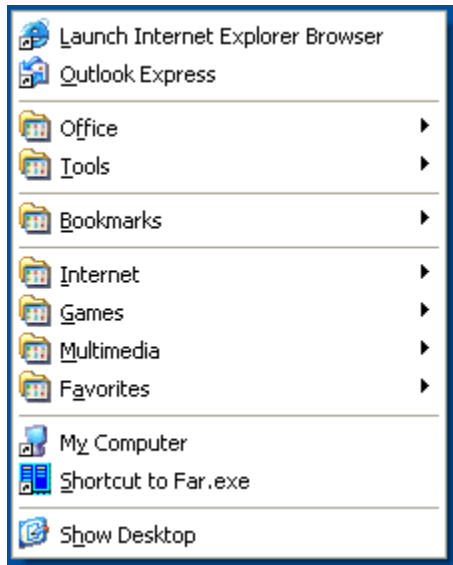 Launch Internet Explorer Browser
Outlook Express
Office
Tools
Bookmarks
Internet
Games
Multimedia
Favorites
My Computer
Shortcut to Far.exe
Show Desktop